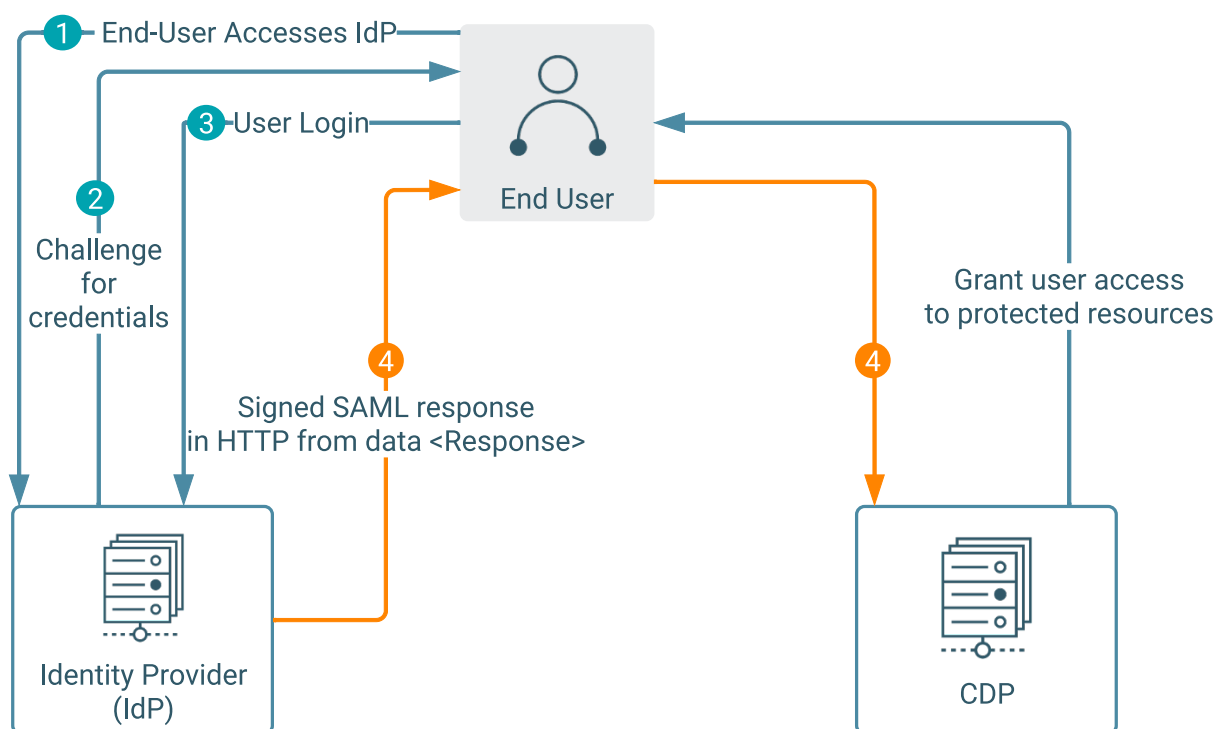 1 End-User Accesses IdP
3 User Login
2
Challenge
for
credentials
End User
Grant user access
to protected resources
4
4
Signed SAML response
in HTTP from data <Response>
Identity Provider
(IdP)
CDP